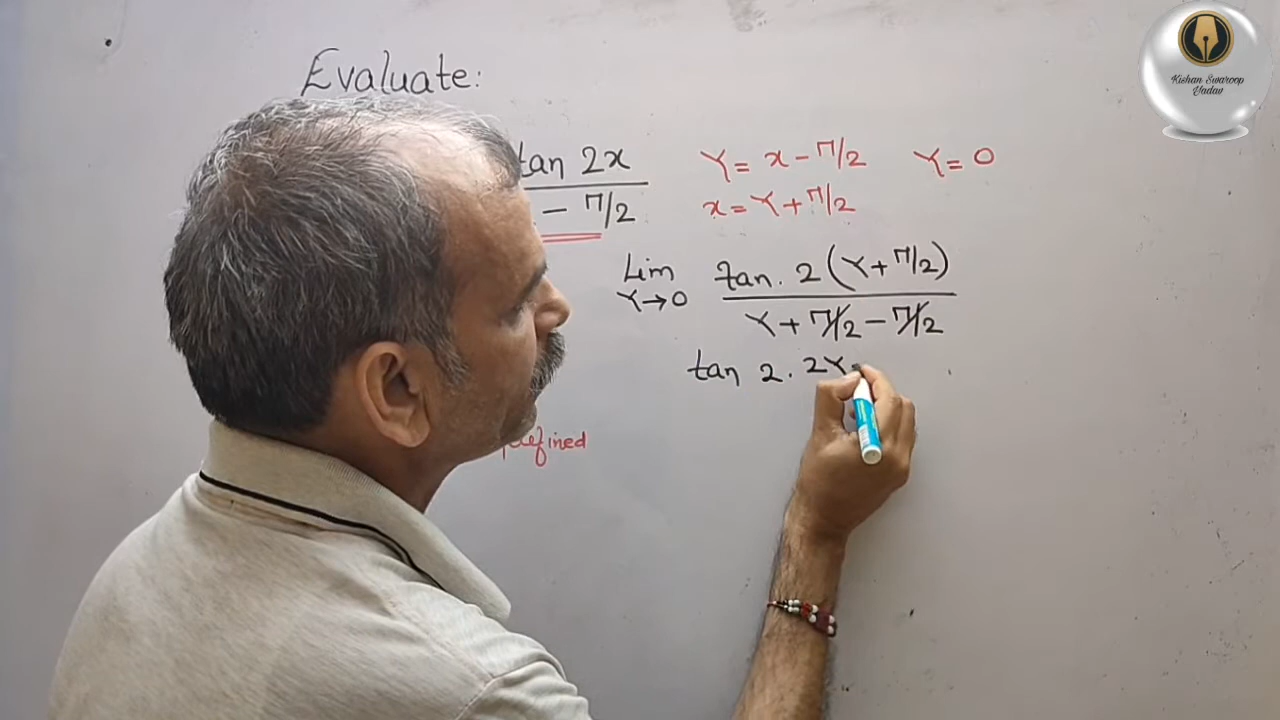 Kishan Swaroop
Yadav
Evaluate:
tan 2x
- π/2
Y = x - π/2 Y = 0
x = Y + π/2
Lim
Y→0
tan. 2 (Y + π/2)
Y + π/2 - π/2
tan 2. 2Y